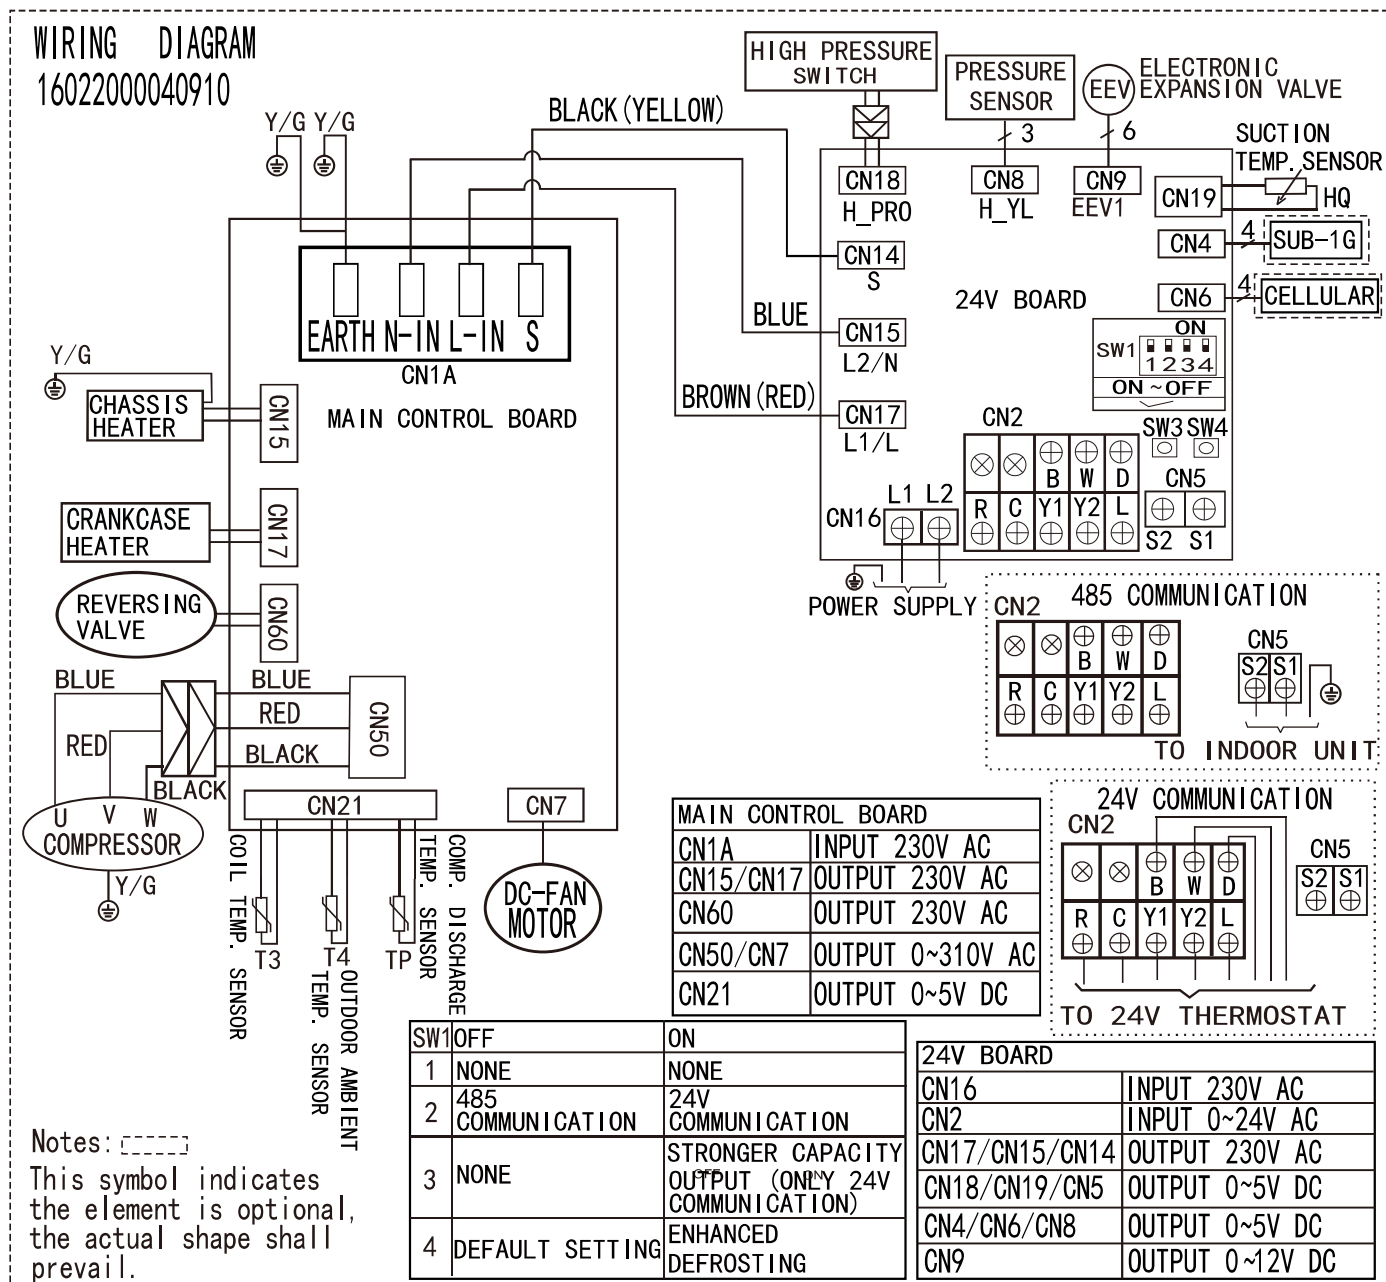 WIRING DIAGRAM
16022000040910
Y/G Y/G
BLACK(YELLOW)
HIGH PRESSURE
SWITCH
PRESSURE
SENSOR
EEV
ELECTRONIC
EXPANSION VALVE
3
6
SUCTION
TEMP. SENSOR
CN18
H_PRO
CN8
H_YL
CN9
EEV1
CN19
HQ
CN4
4
SUB-1G
CN14
S
24V BOARD
CN6
4
CELLULAR
EARTH N-IN L-IN S
CN1A
MAIN CONTROL BOARD
BLUE
CN15
L2/N
BROWN(RED)
CN17
L1/L
SW1
ON
1234
ON~OFF
SW3 SW4
CN2
B W D
R C Y1 Y2 L
CN5
S2 S1
CN16
L1 L2
POWER SUPPLY
Y/G
CHASSIS
HEATER
CN15
CRANKCASE
HEATER
CN17
REVERSING
VALVE
CN60
BLUE
BLUE
RED
RED
BLACK
BLACK
CN50
U V W
COMPRESSOR
Y/G
CN21
CN7
COIL TEMP. SENSOR
T3
T4
OUTDOOR AMBIENT
TEMP. SENSOR
TP
COMP. DISCHARGE
TEMP. SENSOR
DC-FAN
MOTOR
485 COMMUNICATION
CN2
B W D
R C Y1 Y2 L
CN5
S2 S1
TO INDOOR UNIT
24V COMMUNICATION
CN2
B W D
R C Y1 Y2 L
CN5
S2 S1
TO 24V THERMOSTAT
MAIN CONTROL BOARD
CN1A INPUT 230V AC
CN15/CN17 OUTPUT 230V AC
CN60 OUTPUT 230V AC
CN50/CN7 OUTPUT 0~310V AC
CN21 OUTPUT 0~5V DC
SW1 OFF ON
1 NONE NONE
2 485 COMMUNICATION 24V COMMUNICATION
3 NONE STRONGER CAPACITY
OUTPUT (ONLY 24V
COMMUNICATION)
OFF ON
4 DEFAULT SETTING ENHANCED
DEFROSTING
24V BOARD
CN16 INPUT 230V AC
CN2 INPUT 0~24V AC
CN17/CN15/CN14 OUTPUT 230V AC
CN18/CN19/CN5 OUTPUT 0~5V DC
CN4/CN6/CN8 OUTPUT 0~5V DC
CN9 OUTPUT 0~12V DC
Notes:
This symbol indicates
the element is optional,
the actual shape shall
prevail.